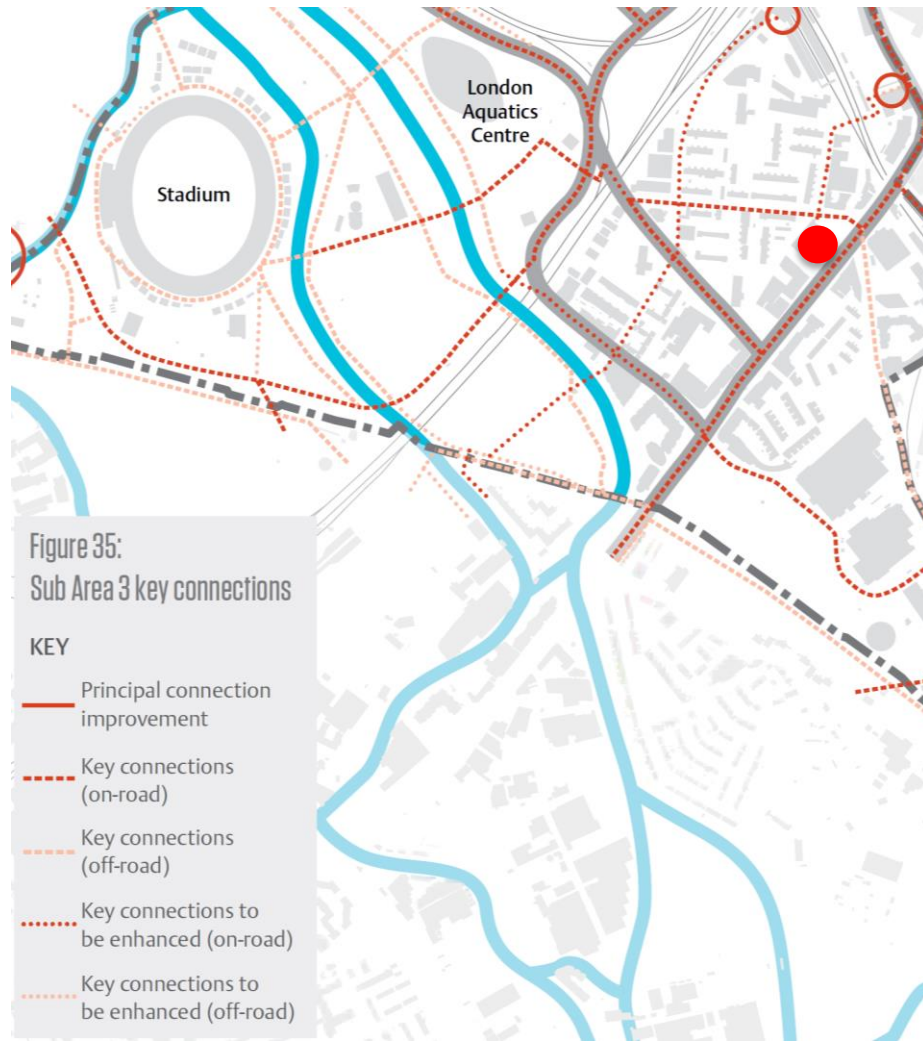 London
Aquatics
Centre
Stadium
Figure 35:
Sub Area 3 key connections
KEY
Principal connection
improvement
Key connections
(on-road)
Key connections
(off-road)
Key connections to
be enhanced (on-road)
Key connections to
be enhanced (off-road)